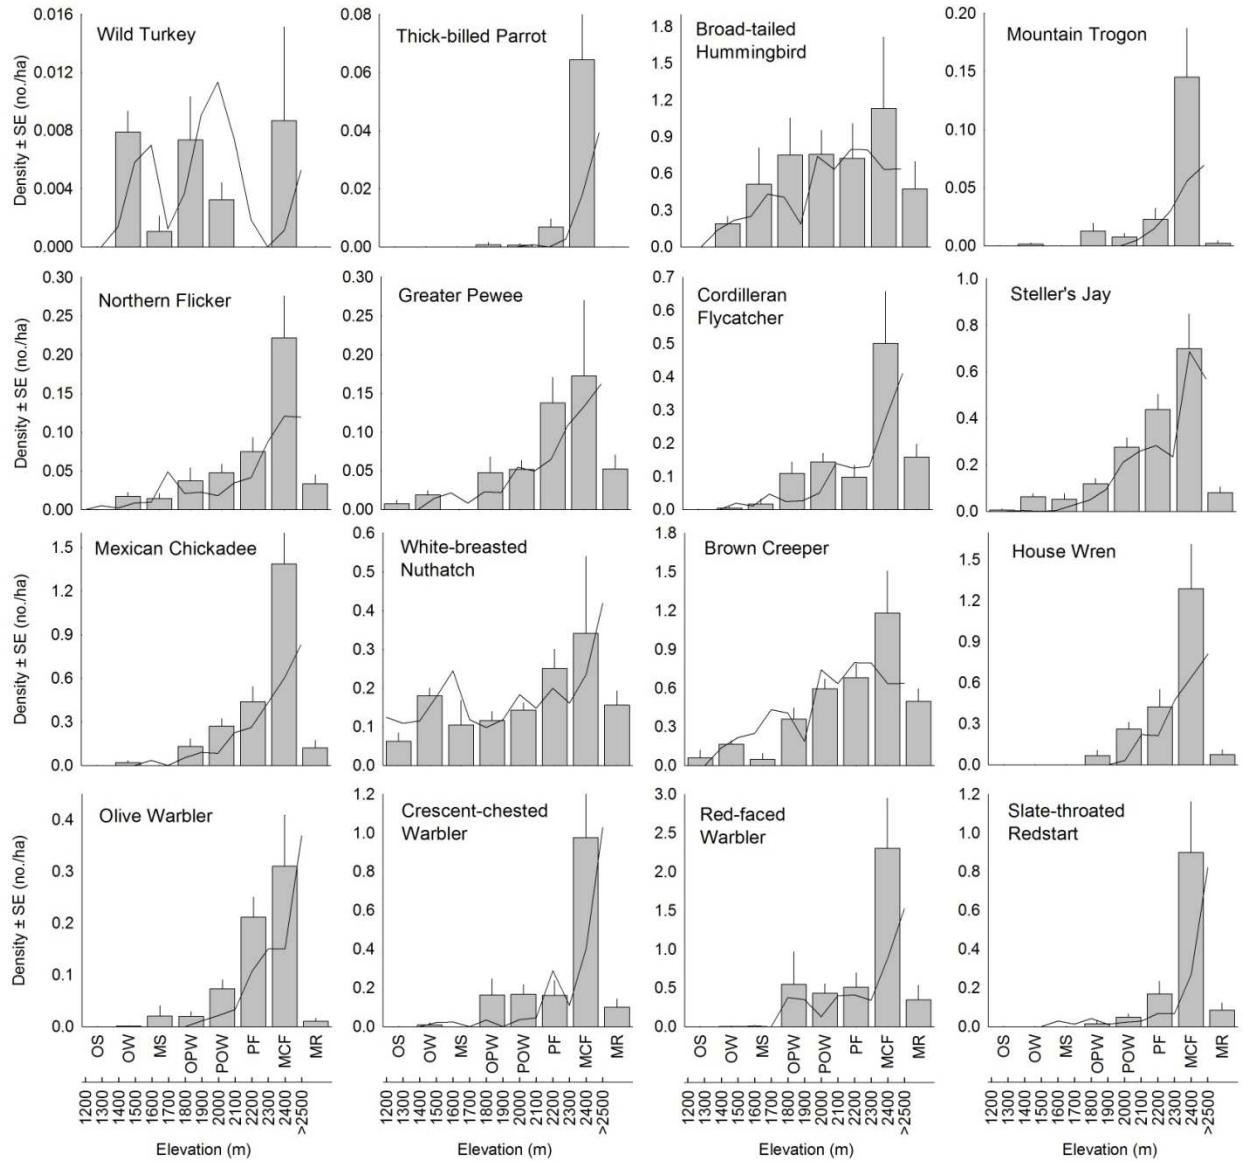 Wild Turkey
0.016
0.012
0.008
0.004
0.000
Density ± SE (no./ha)
Thick-billed Parrot
0.08
0.06
0.04
0.02
0.00
Broad-tailed
Hummingbird
1.8
1.5
1.2
0.9
0.6
0.3
0.0
Mountain Trogon
0.20
0.15
0.10
0.05
0.00
Northern Flicker
0.30
0.25
0.20
0.15
0.10
0.05
0.00
Density ± SE (no./ha)
Greater Pewee
0.30
0.25
0.20
0.15
0.10
0.05
0.00
Cordilleran
Flycatcher
0.7
0.6
0.5
0.4
0.3
0.2
0.1
0.0
Steller's Jay
1.0
0.8
0.6
0.4
0.2
0.0
Mexican Chickadee
1.5
1.2
0.9
0.6
0.3
0.0
Density ± SE (no./ha)
White-breasted
Nuthatch
0.6
0.5
0.4
0.3
0.2
0.1
0.0
Brown Creeper
1.8
1.5
1.2
0.9
0.6
0.3
0.0
House Wren
1.5
1.2
0.9
0.6
0.3
0.0
Olive Warbler
0.4
0.3
0.2
0.1
0.0
Density ± SE (no./ha)
Crescent-chested
Warbler
1.2
1.0
0.8
0.6
0.4
0.2
0.0
Red-faced
Warbler
3.0
2.5
2.0
1.5
1.0
0.5
0.0
Slate-throated
Redstart
1.2
1.0
0.8
0.6
0.4
0.2
0.0
OS OW MS OPW POW PF MCF MR
1200 1300 1400 1500 1600 1700 1800 1900 2000 2100 2200 2300 2400 >2500
Elevation (m)
OS OW MS OPW POW PF MCF MR
1200 1300 1400 1500 1600 1700 1800 1900 2000 2100 2200 2300 2400 >2500
Elevation (m)
OS OW MS OPW POW PF MCF MR
1200 1300 1400 1500 1600 1700 1800 1900 2000 2100 2200 2300 2400 >2500
Elevation (m)
OS OW MS OPW POW PF MCF MR
1200 1300 1400 1500 1600 1700 1800 1900 2000 2100 2200 2300 2400 >2500
Elevation (m)